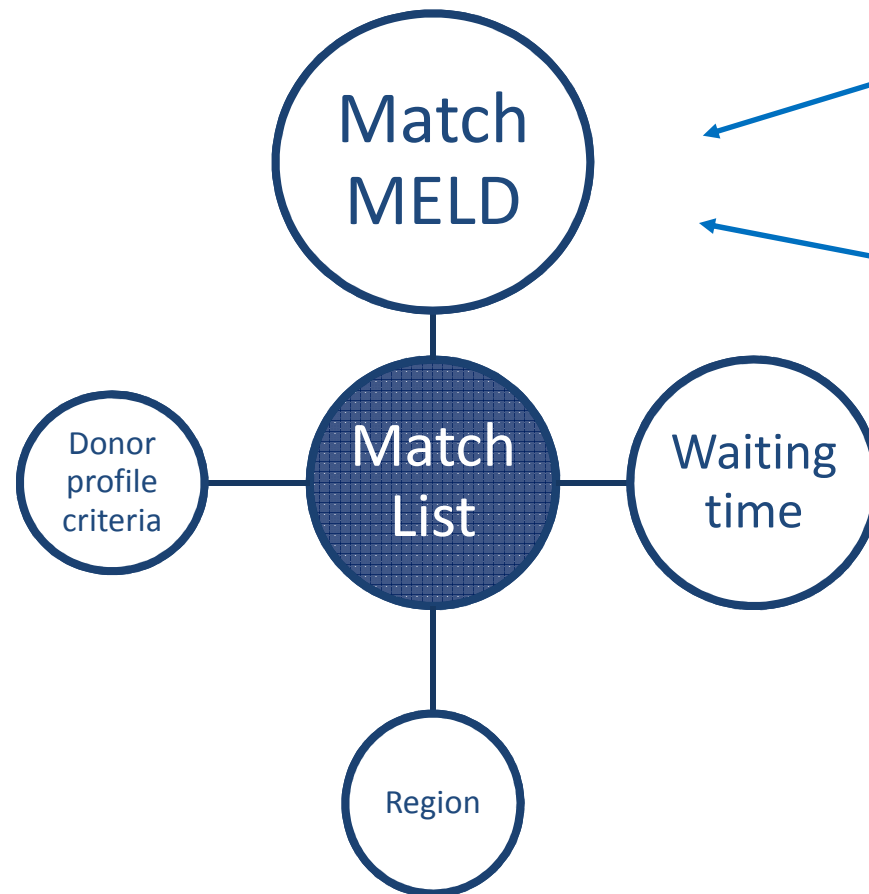 Match
MELD
Donor
profile
criteria
Match
List
Waiting
time
Region